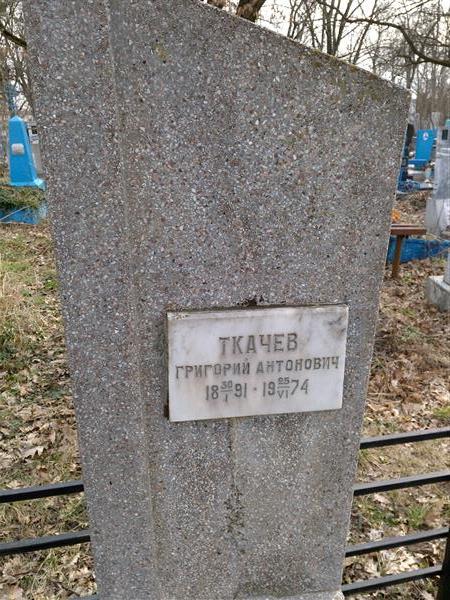 ТКАЧЕВ
ГРИГОРИЙ АНТОНОВИЧ
18 30/I 91 · 19 25/VI 74